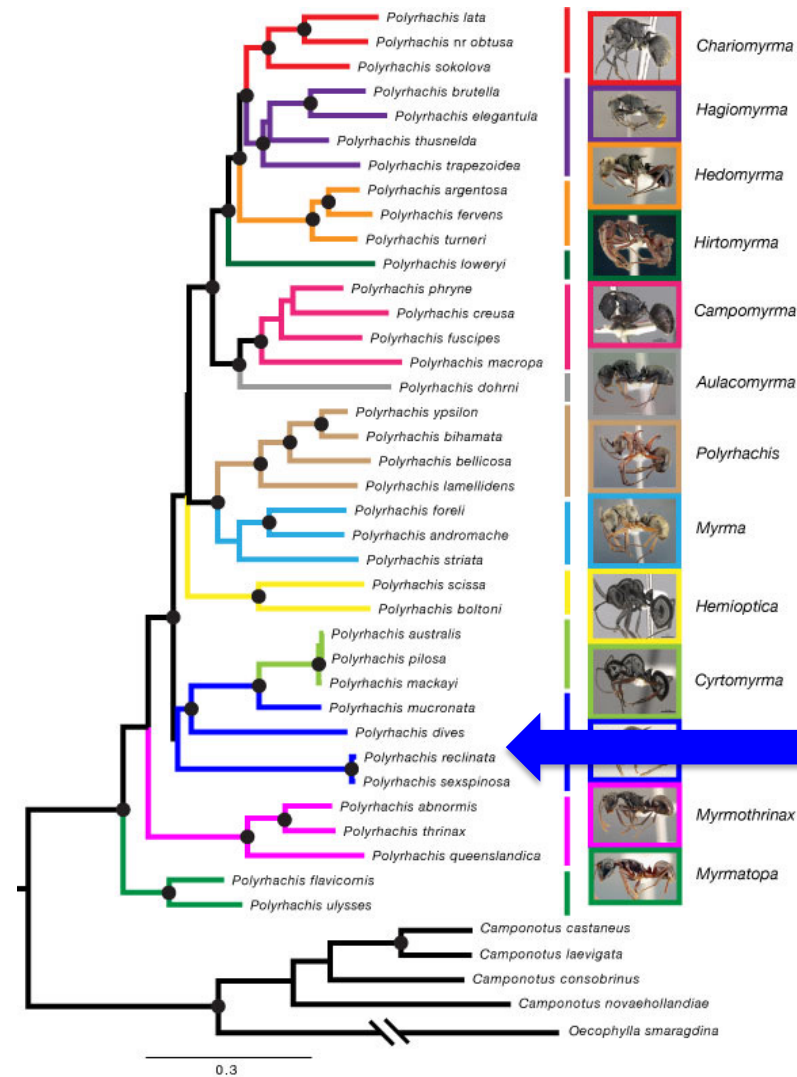 Polyrhachis lata
Polyrhachis nr obtusa
Polyrhachis sokolova
Chariomyrma
Polyrhachis brutella
Polyrhachis elegantula
Polyrhachis thusnelda
Polyrhachis trapezoidea
Hagiomyrma
Polyrhachis argentosa
Polyrhachis fervens
Polyrhachis turneri
Hedomyrma
Polyrhachis loweryi
Hirtomyrma
Polyrhachis phryne
Polyrhachis creusa
Polyrhachis fuscipes
Polyrhachis macropa
Campomyrma
Polyrhachis dohrni
Aulacomyrma
Polyrhachis ypsilon
Polyrhachis bihamata
Polyrhachis bellicosa
Polyrhachis lamellidens
Polyrhachis
Polyrhachis foreli
Polyrhachis andromache
Polyrhachis striata
Myrma
Polyrhachis scissa
Polyrhachis boltoni
Hemioptica
Polyrhachis australis
Polyrhachis pilosa
Polyrhachis mackayi
Cyrtomyrma
Polyrhachis mucronata
Polyrhachis dives
Polyrhachis reclinata
Polyrhachis sexspinosa
Polyrhachis abnormis
Polyrhachis thrinax
Polyrhachis queenslandica
Myrmothrinax
Polyrhachis flavicornis
Polyrhachis ulysses
Myrmatopa
Camponotus castaneus
Camponotus laevigata
Camponotus consobrinus
Camponotus novaehollandiae
Oecophylla smaragdina
0.3